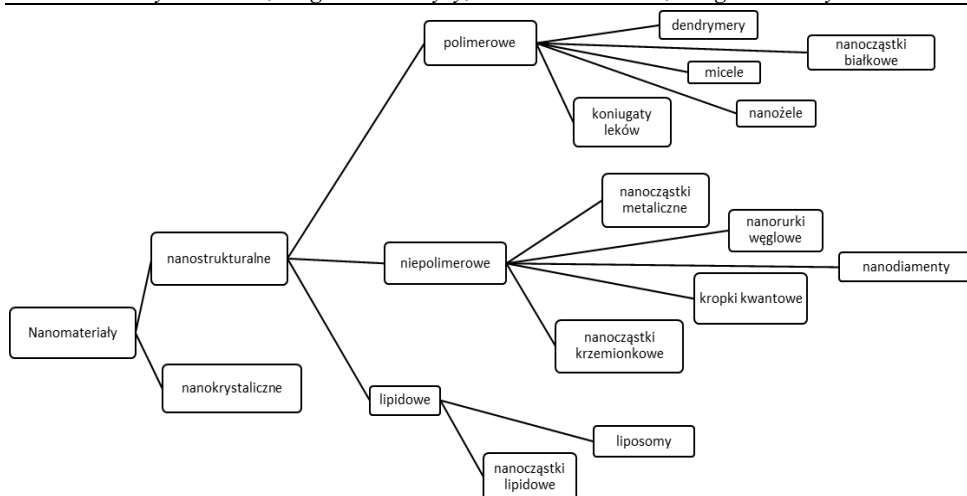 polimerowe
dendrymery
nanocząstki
białkowe
micele
nanożele
koniugaty
leków
nanocząstki
metaliczne
nanorurki
węglowe
nanostrukturalne
niepolimerowe
nanodiamenty
kropki kwantowe
Nanomateriały
nanocząstki
krzemionkowe
nanokrystaliczne
lipidowe
liposomy
nanocząstki
lipidowe